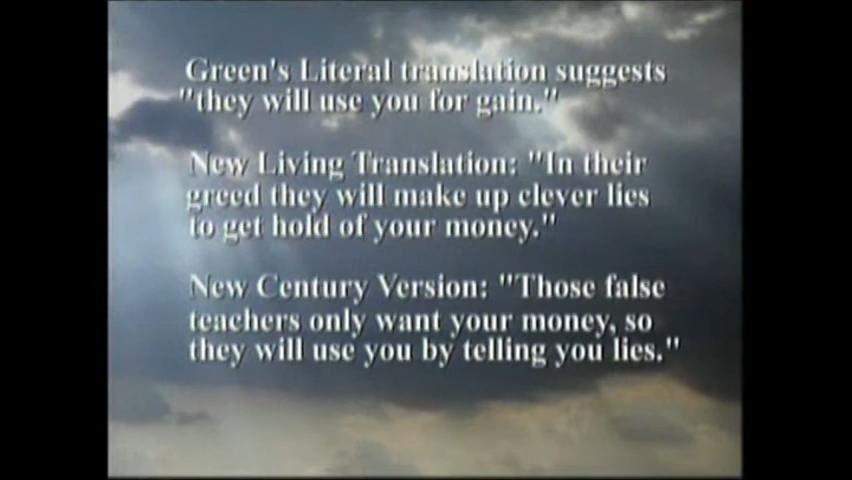 Green's Literal translation suggests
"they will use you for gain."
New Living Translation: "In their
greed they will make up clever lies
to get hold of your money."
New Century Version: "Those false
teachers only want your money, so
they will use you by telling you lies."